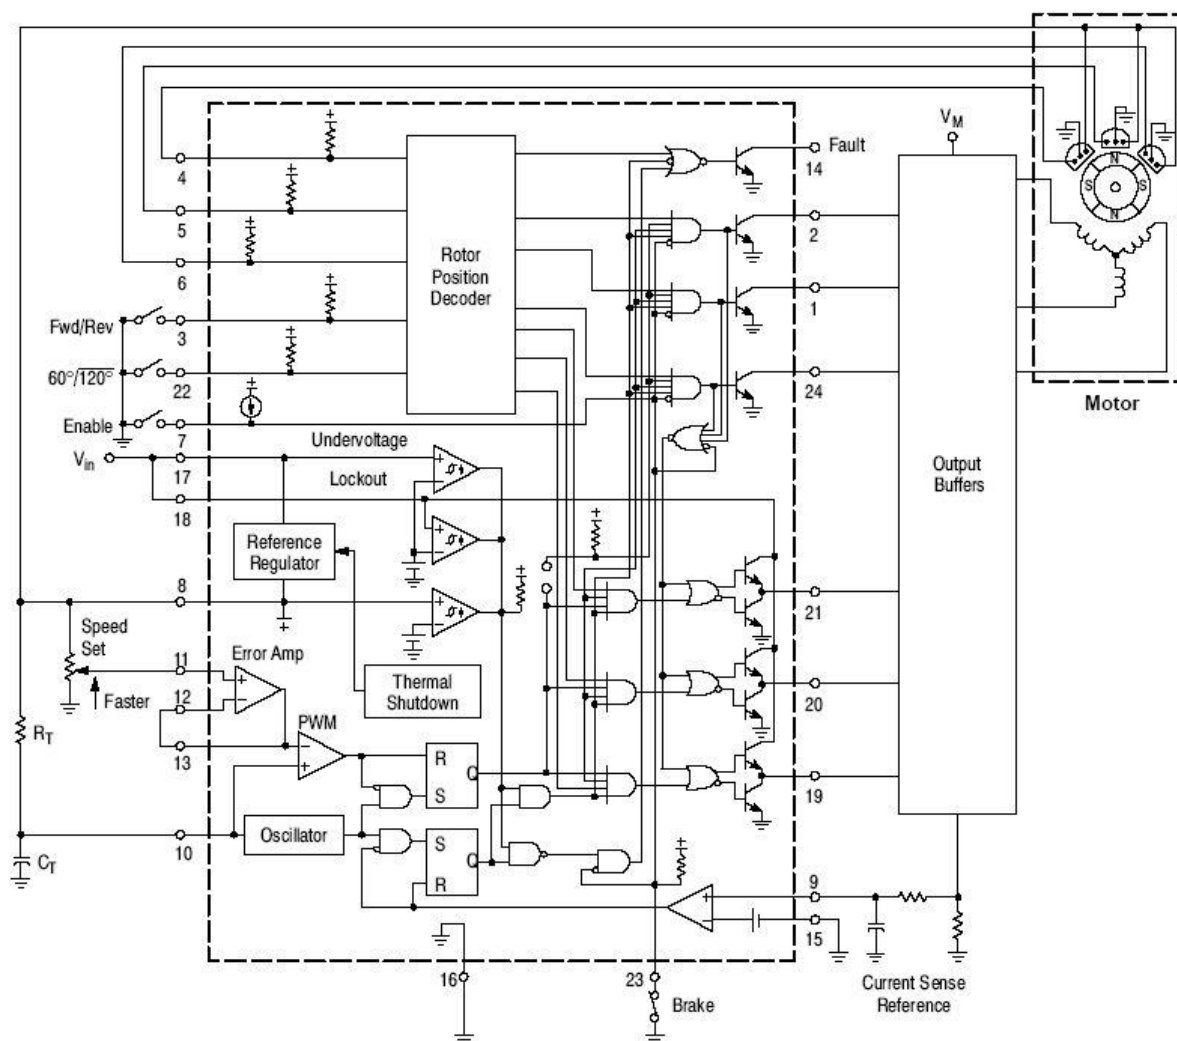 V_M
Fault
14
4
5
2
6
Rotor
Position
Decoder
1
Fwd/Rev
3
60°/120°
22
24
Enable
7
Motor
V_in
17
Undervoltage
Lockout
18
Output
Buffers
Reference
Regulator
8
21
Speed
Set
11
Error Amp
Thermal
Shutdown
Faster
12
20
R_T
13
PWM
R
Q
S
19
Oscillator
10
S
Q
R
C_T
9
15
16
23
Brake
Current Sense
Reference
N
S
S
N